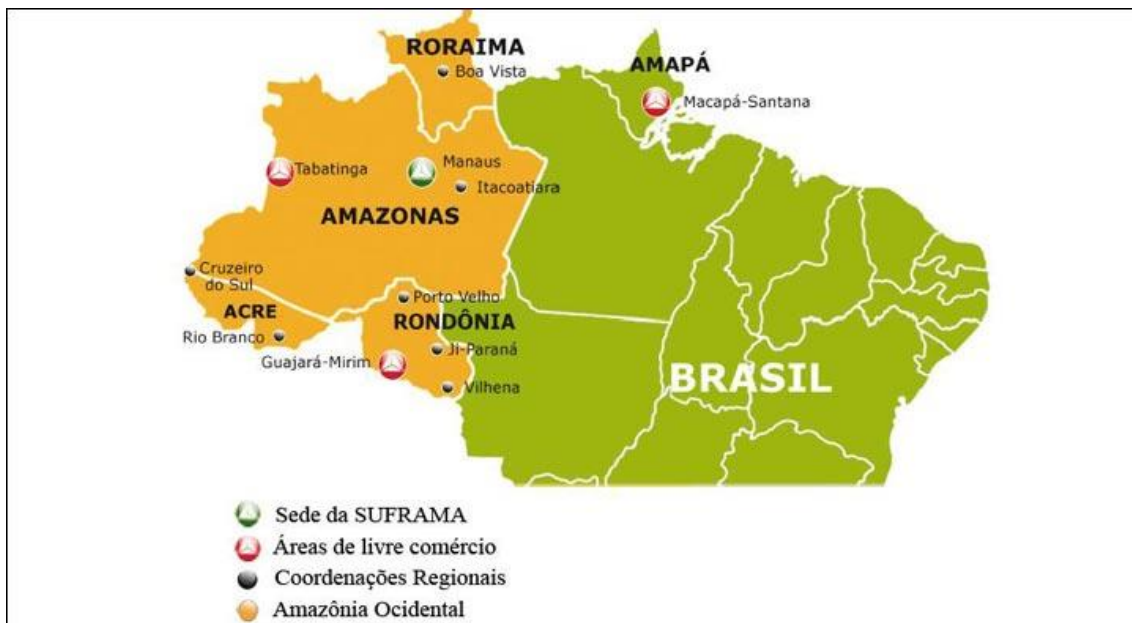 RORAIMA
Boa Vista
AMAPÁ
Macapá-Santana
Tabatinga
Manaus
Itacoatiara
AMAZONAS
Cruzeiro
do Sul
Porto Velho
ACRE
RONDÔNIA
Rio Branco
Ji-Paraná
Guajará-Mirim
Vilhena
BRASIL
Sede da SUFRAMA
Áreas de livre comércio
Coordenações Regionais
Amazônia Ocidental